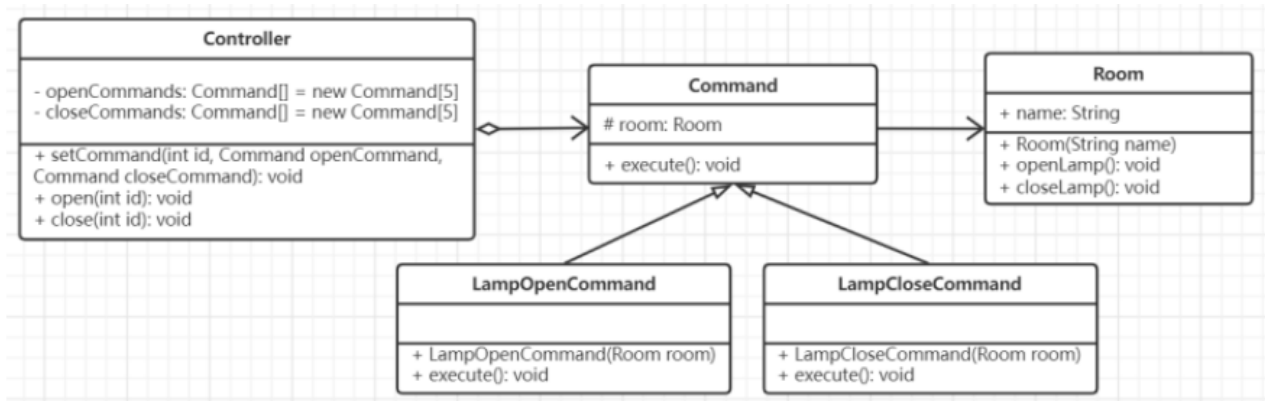 Controller
- openCommands: Command[] = new Command[5]
- closeCommands: Command[] = new Command[5]
+ setCommand(int id, Command openCommand,
Command closeCommand): void
+ open(int id): void
+ close(int id): void
Command
# room: Room
+ execute(): void
Room
+ name: String
+ Room(String name)
+ openLamp(): void
+ closeLamp(): void
LampOpenCommand
+ LampOpenCommand(Room room)
+ execute(): void
LampCloseCommand
+ LampCloseCommand(Room room)
+ execute(): void